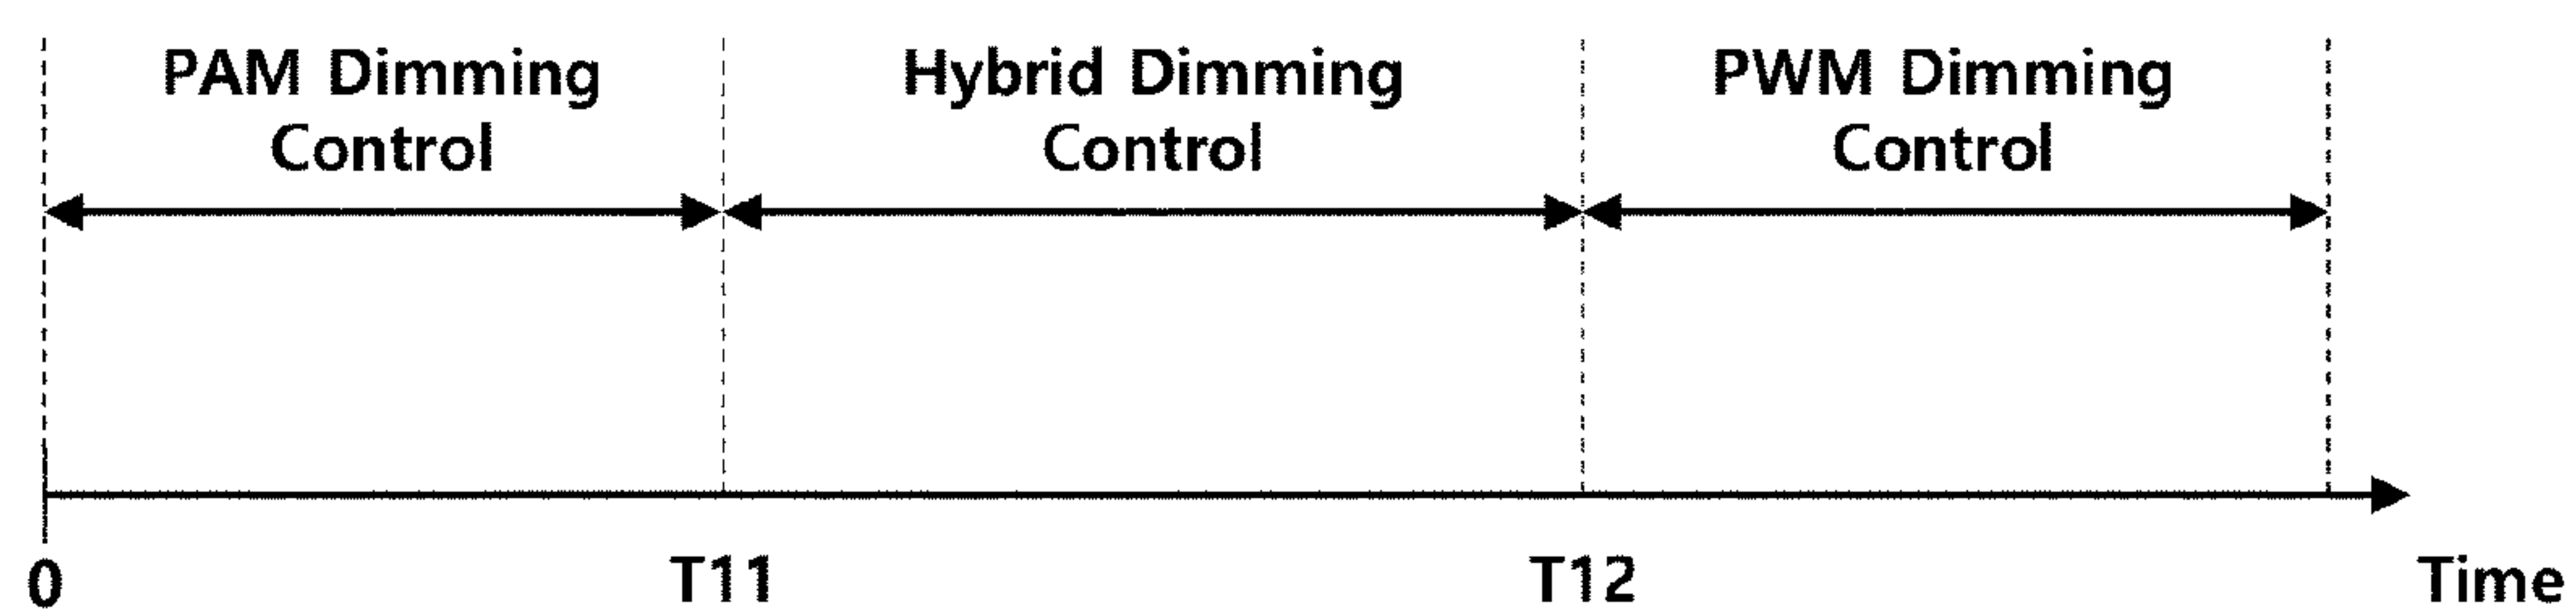 PAM Dimming
Control
Hybrid Dimming
Control
PWM Dimming
Control
0
T11
T12
Time